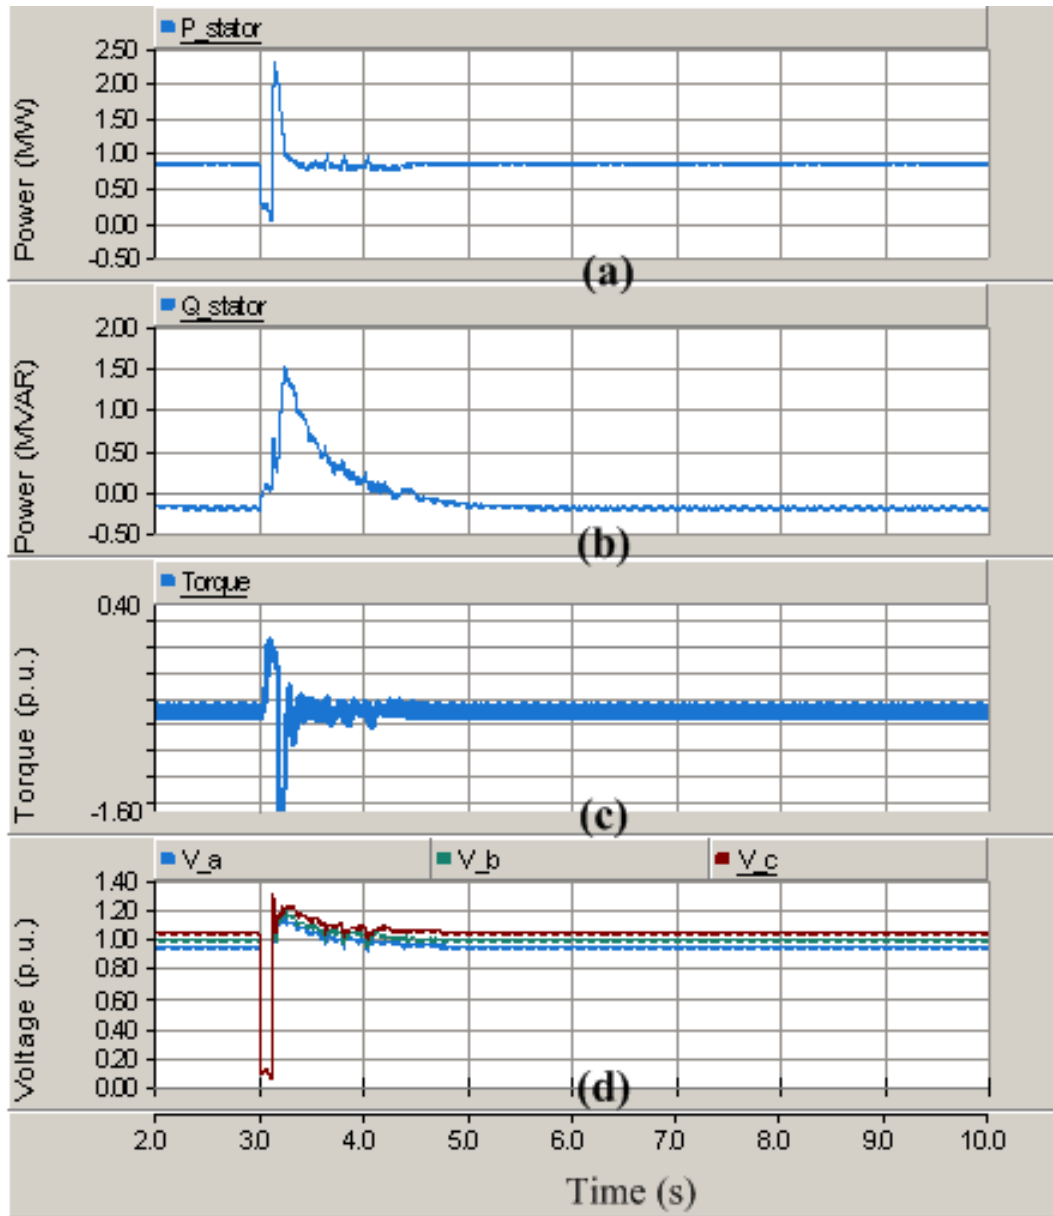 P_stator
2.50
2.00
1.50
1.00
0.50
0.00
-0.50
Power (MW)
(a)
Q_stator
2.00
1.50
1.00
0.50
0.00
-0.50
Power (MVAR)
(b)
Torque
0.40
-1.60
Torque (p.u.)
(c)
V_a V_b V_c
1.40
1.20
1.00
0.80
0.60
0.40
0.20
0.00
Voltage (p.u.)
(d)
2.0 3.0 4.0 5.0 6.0 7.0 8.0 9.0 10.0
Time (s)